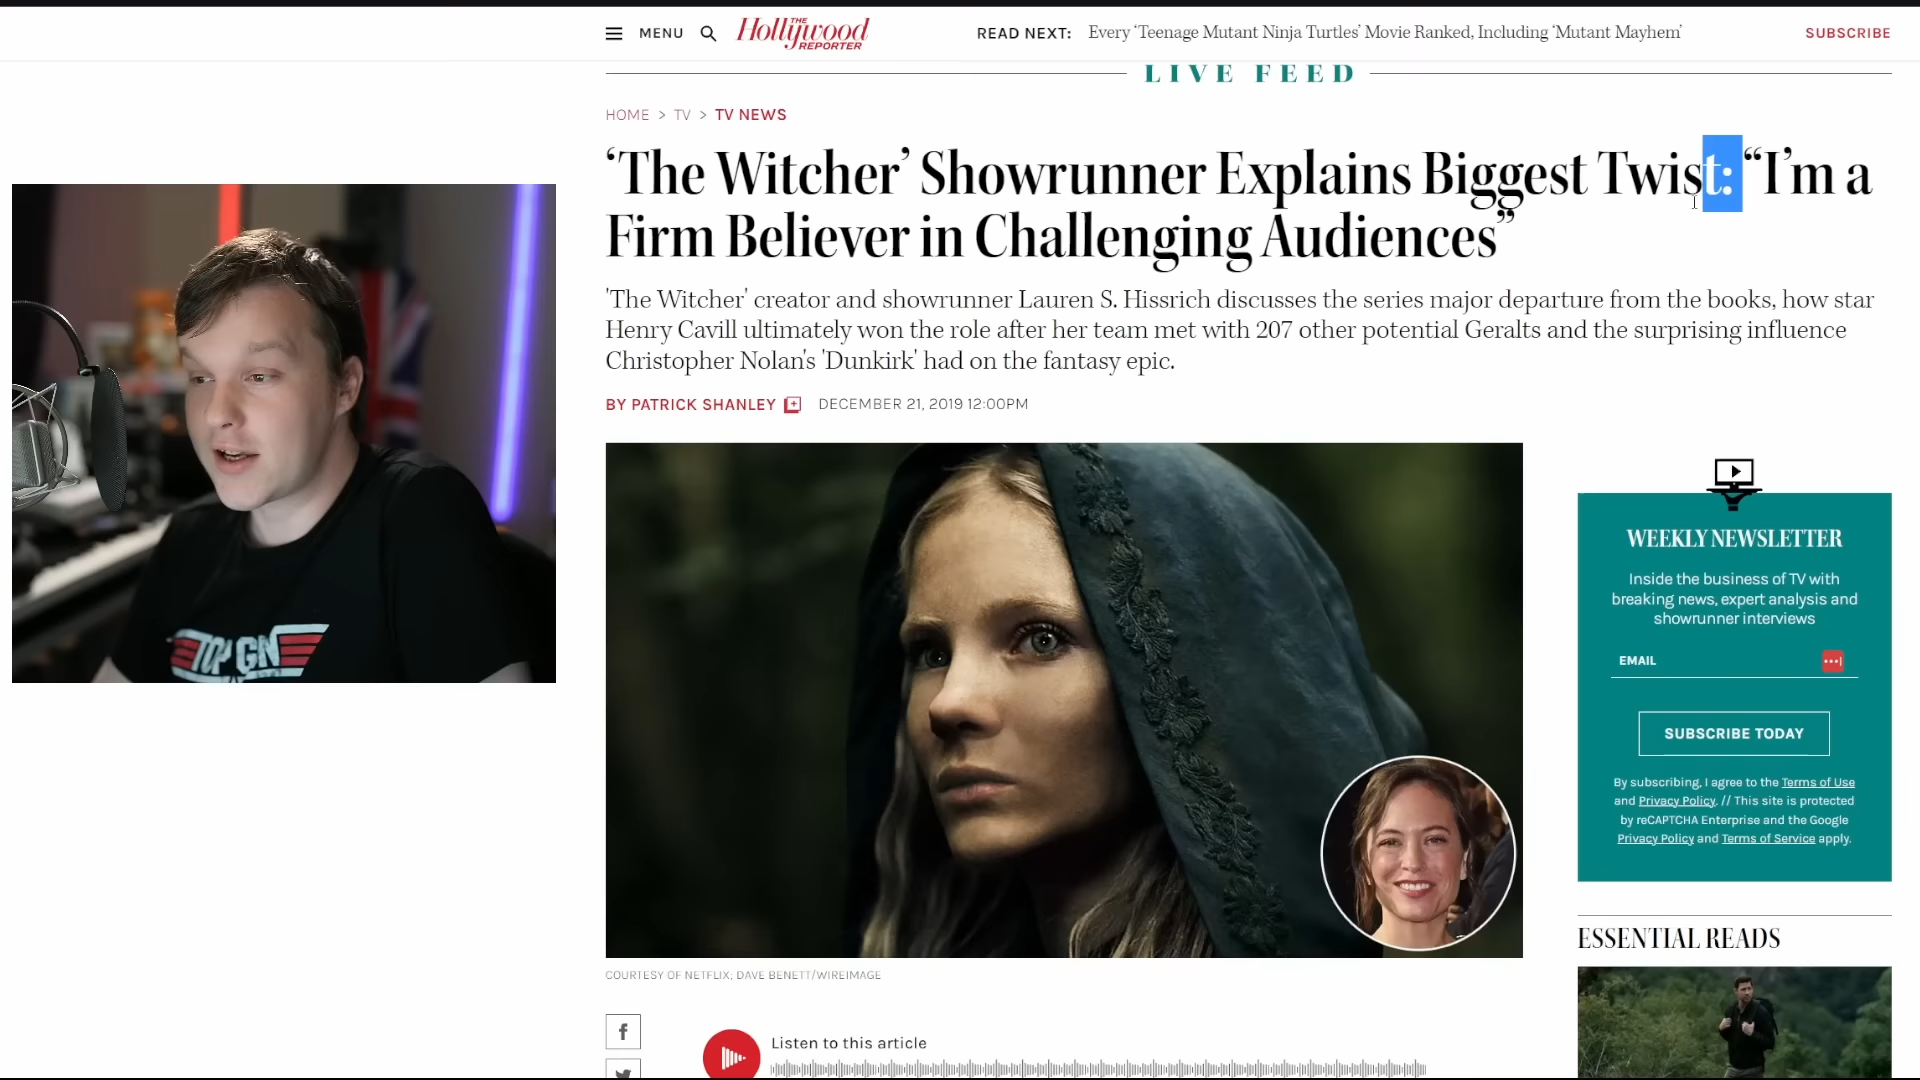 MENU
THE
Hollywood
REPORTER
READ NEXT: Every ‘Teenage Mutant Ninja Turtles’ Movie Ranked, Including ‘Mutant Mayhem’
SUBSCRIBE
LIVE FEED
HOME > TV > TV NEWS
‘The Witcher’ Showrunner Explains Biggest Twist: “I’m a
Firm Believer in Challenging Audiences”
'The Witcher' creator and showrunner Lauren S. Hissrich discusses the series major departure from the books, how star
Henry Cavill ultimately won the role after her team met with 207 other potential Geralts and the surprising influence
Christopher Nolan's 'Dunkirk' had on the fantasy epic.
BY PATRICK SHANLEY DECEMBER 21, 2019 12:00PM
TOP GN
COURTESY OF NETFLIX; DAVE BENETT/WIREIMAGE
f
Listen to this article
WEEKLY NEWSLETTER
Inside the business of TV with
breaking news, expert analysis and
showrunner interviews
EMAIL
SUBSCRIBE TODAY
By subscribing, I agree to the Terms of Use
and Privacy Policy. // This site is protected
by reCAPTCHA Enterprise and the Google
Privacy Policy and Terms of Service apply.
ESSENTIAL READS